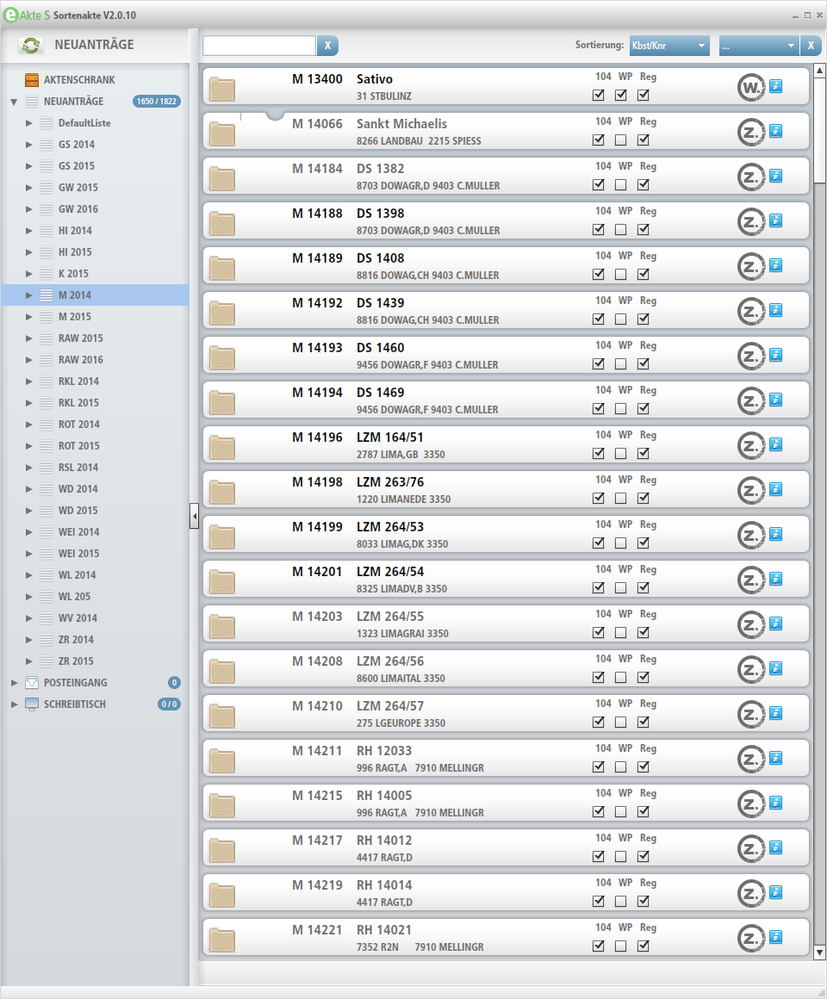 eAkte S Sortenakte V2.0.10
NEUANTRÄGE
X
Sortierung:
Kbst/Knr
...
X
AKTENSCHRANK
NEUANTRÄGE 1650 / 1822
DefaultListe
GS 2014
GS 2015
GW 2015
GW 2016
HI 2014
HI 2015
K 2015
M 2014
M 2015
RAW 2015
RAW 2016
RKL 2014
RKL 2015
ROT 2014
ROT 2015
RSL 2014
WD 2014
WD 2015
WEI 2014
WEI 2015
WL 2014
WL 205
WV 2014
ZR 2014
ZR 2015
POSTEINGANG 0
SCHREIBTISCH 0 / 0
M 13400 Sativo 104 WP Reg W.
31 STBULINZ
M 14066 Sankt Michaelis 104 WP Reg Z.
8266 LANDBAU 2215 SPIESS
M 14184 DS 1382 104 WP Reg Z.
8703 DOWAGR,D 9403 C.MULLER
M 14188 DS 1398 104 WP Reg Z.
8703 DOWAGR,D 9403 C.MULLER
M 14189 DS 1408 104 WP Reg Z.
8816 DOWAG,CH 9403 C.MULLER
M 14192 DS 1439 104 WP Reg Z.
8816 DOWAG,CH 9403 C.MULLER
M 14193 DS 1460 104 WP Reg Z.
9456 DOWAGR,F 9403 C.MULLER
M 14194 DS 1469 104 WP Reg Z.
9456 DOWAGR,F 9403 C.MULLER
M 14196 LZM 164/51 104 WP Reg Z.
2787 LIMA,GB 3350
M 14198 LZM 263/76 104 WP Reg Z.
1220 LIMANEDE 3350
M 14199 LZM 264/53 104 WP Reg Z.
8033 LIMAG,DK 3350
M 14201 LZM 264/54 104 WP Reg Z.
8325 LIMADV,B 3350
M 14203 LZM 264/55 104 WP Reg Z.
1323 LIMAGRAI 3350
M 14208 LZM 264/56 104 WP Reg Z.
8600 LIMAITAL 3350
M 14210 LZM 264/57 104 WP Reg Z.
275 LGEUROPE 3350
M 14211 RH 12033 104 WP Reg Z.
996 RAGT,A 7910 MELLINGR
M 14215 RH 14005 104 WP Reg Z.
996 RAGT,A 7910 MELLINGR
M 14217 RH 14012 104 WP Reg Z.
4417 RAGT,D
M 14219 RH 14014 104 WP Reg Z.
4417 RAGT,D
M 14221 RH 14021 104 WP Reg Z.
7352 R2N 7910 MELLINGR